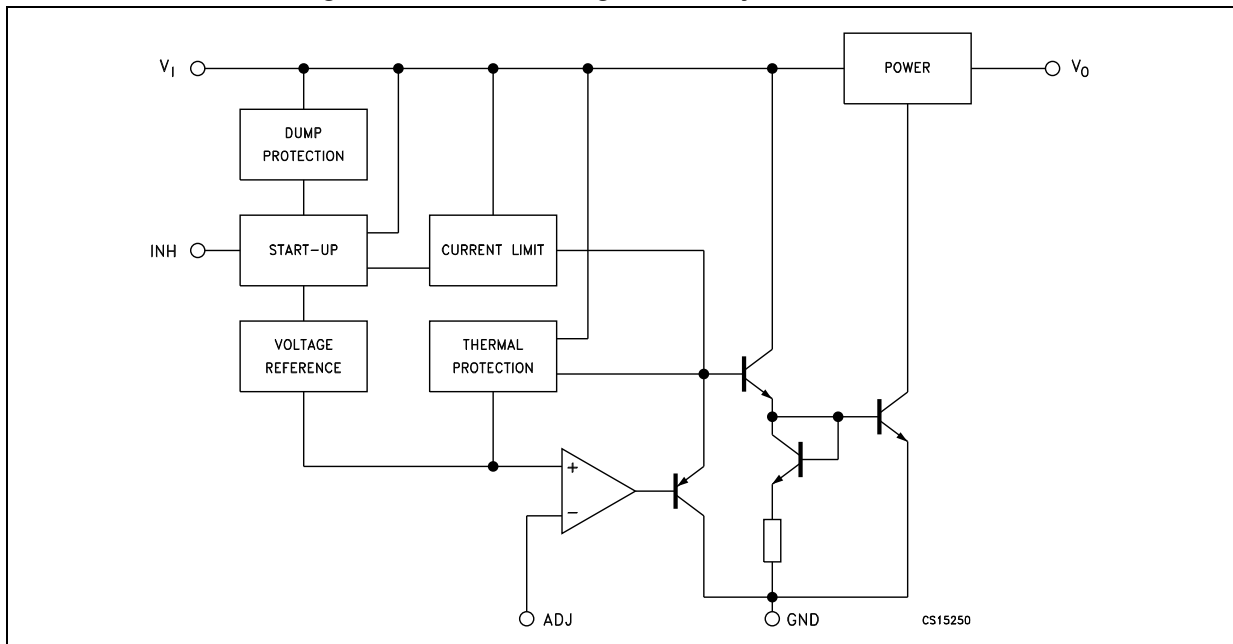 V_I
POWER
V_O
DUMP
PROTECTION
INH
START-UP
CURRENT LIMIT
VOLTAGE
REFERENCE
THERMAL
PROTECTION
+
−
ADJ
GND
CS15250